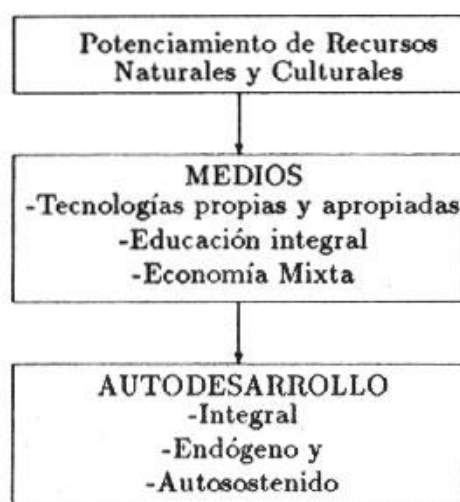 Potenciamiento de Recursos
Naturales y Culturales
MEDIOS
-Tecnologías propias y apropiadas
-Educación integral
-Economía Mixta
AUTODESARROLLO
-Integral
-Endógeno y
-Autosostenido